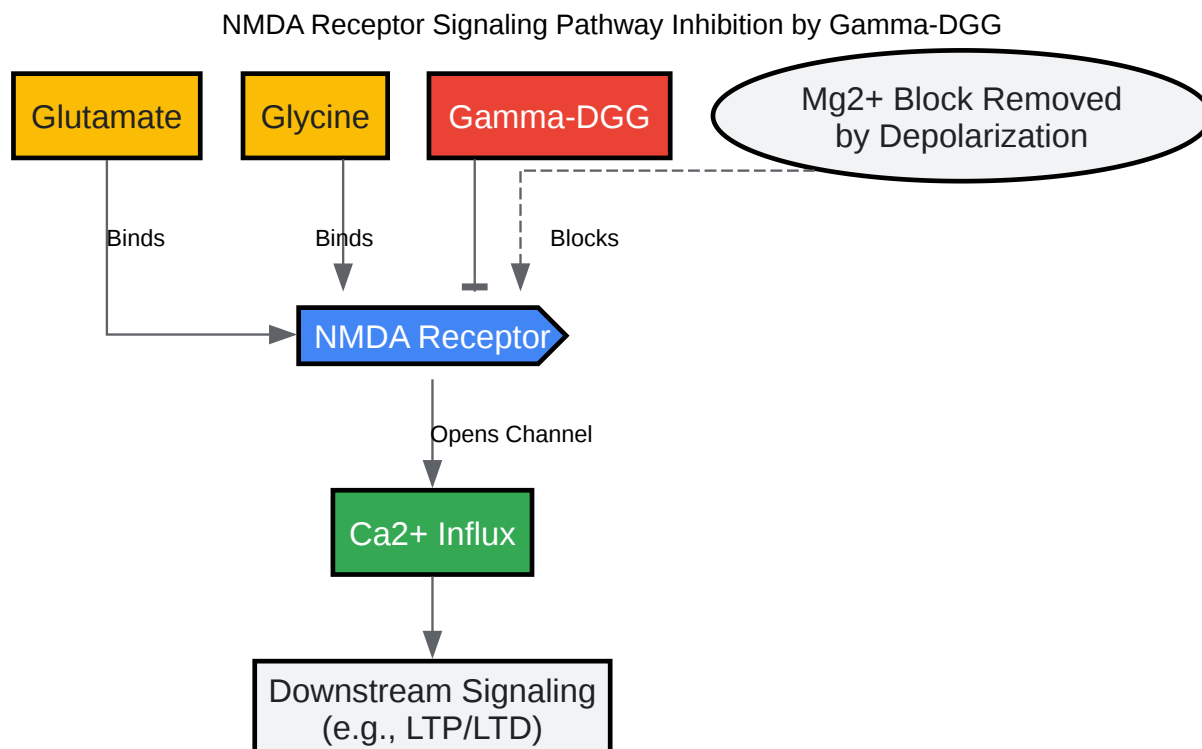 NMDA Receptor Signaling Pathway Inhibition by Gamma-DGG
Glutamate
Glycine
Gamma-DGG
Mg2+ Block Removed
by Depolarization
Binds
Binds
Blocks
NMDA Receptor
Opens Channel
Ca2+ Influx
Downstream Signaling
(e.g., LTP/LTD)